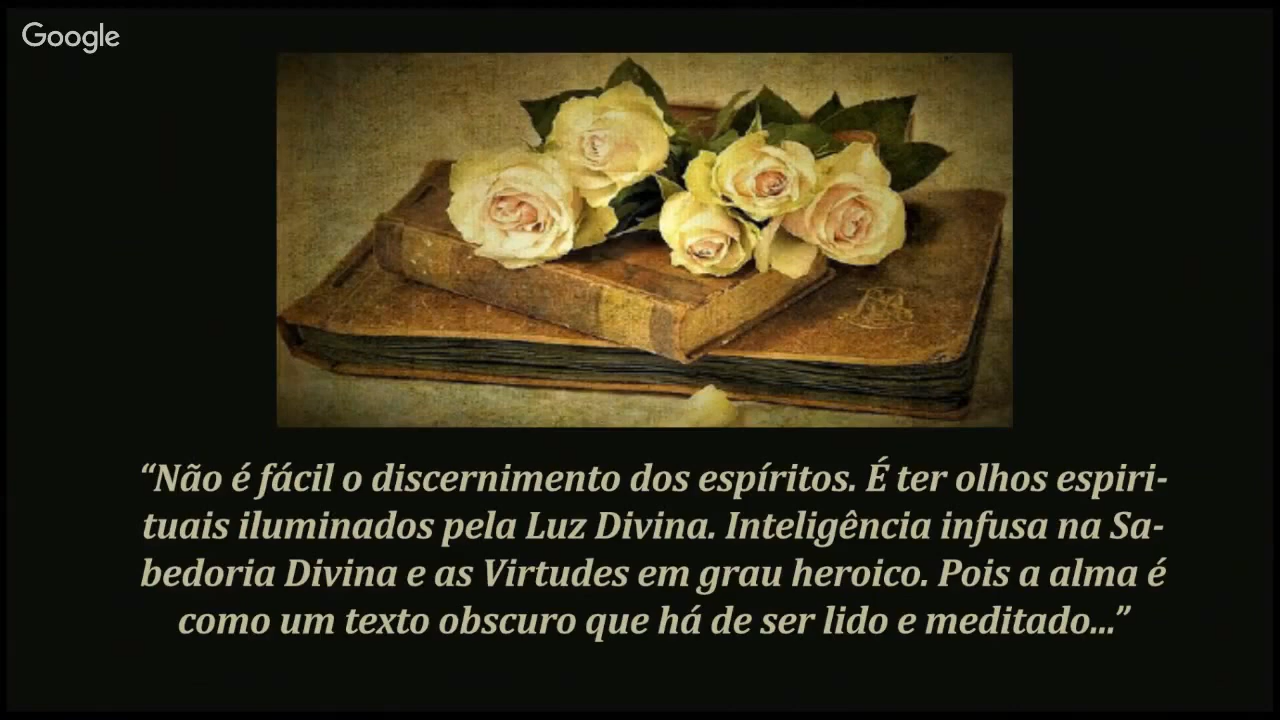 Google
“Não é fácil o discernimento dos espíritos. É ter olhos espiri-
tuais iluminados pela Luz Divina. Inteligência infusa na Sa-
bedoria Divina e as Virtudes em grau heroico. Pois a alma é
como um texto obscuro que há de ser lido e meditado...”